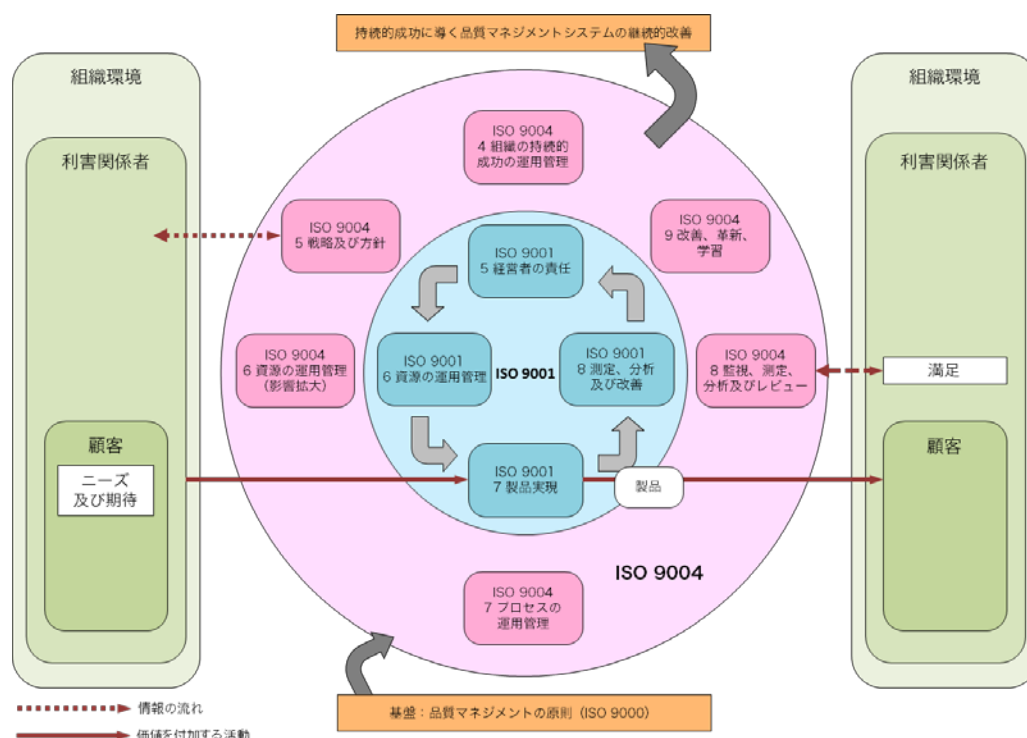 持続的成功に導く品質マネジメントシステムの継続的改善
組織環境
利害関係者
顧客
ニーズ
及び期待
ISO 9004
4 組織の持続的
成功の運用管理
ISO 9004
5 戦略及び方針
ISO 9004
9 改善、革新、
学習
ISO 9001
5 経営者の責任
ISO 9004
6 資源の運用管理
(影響拡大)
ISO 9001
6 資源の運用管理
ISO 9001
ISO 9001
8 測定、分析
及び改善
ISO 9004
8 監視、測定、
分析及びレビュー
ISO 9001
7 製品実現
製品
ISO 9004
ISO 9004
7 プロセスの
運用管理
組織環境
利害関係者
満足
顧客
基盤：品質マネジメントの原則（ISO 9000）
情報の流れ
価値を付加する活動